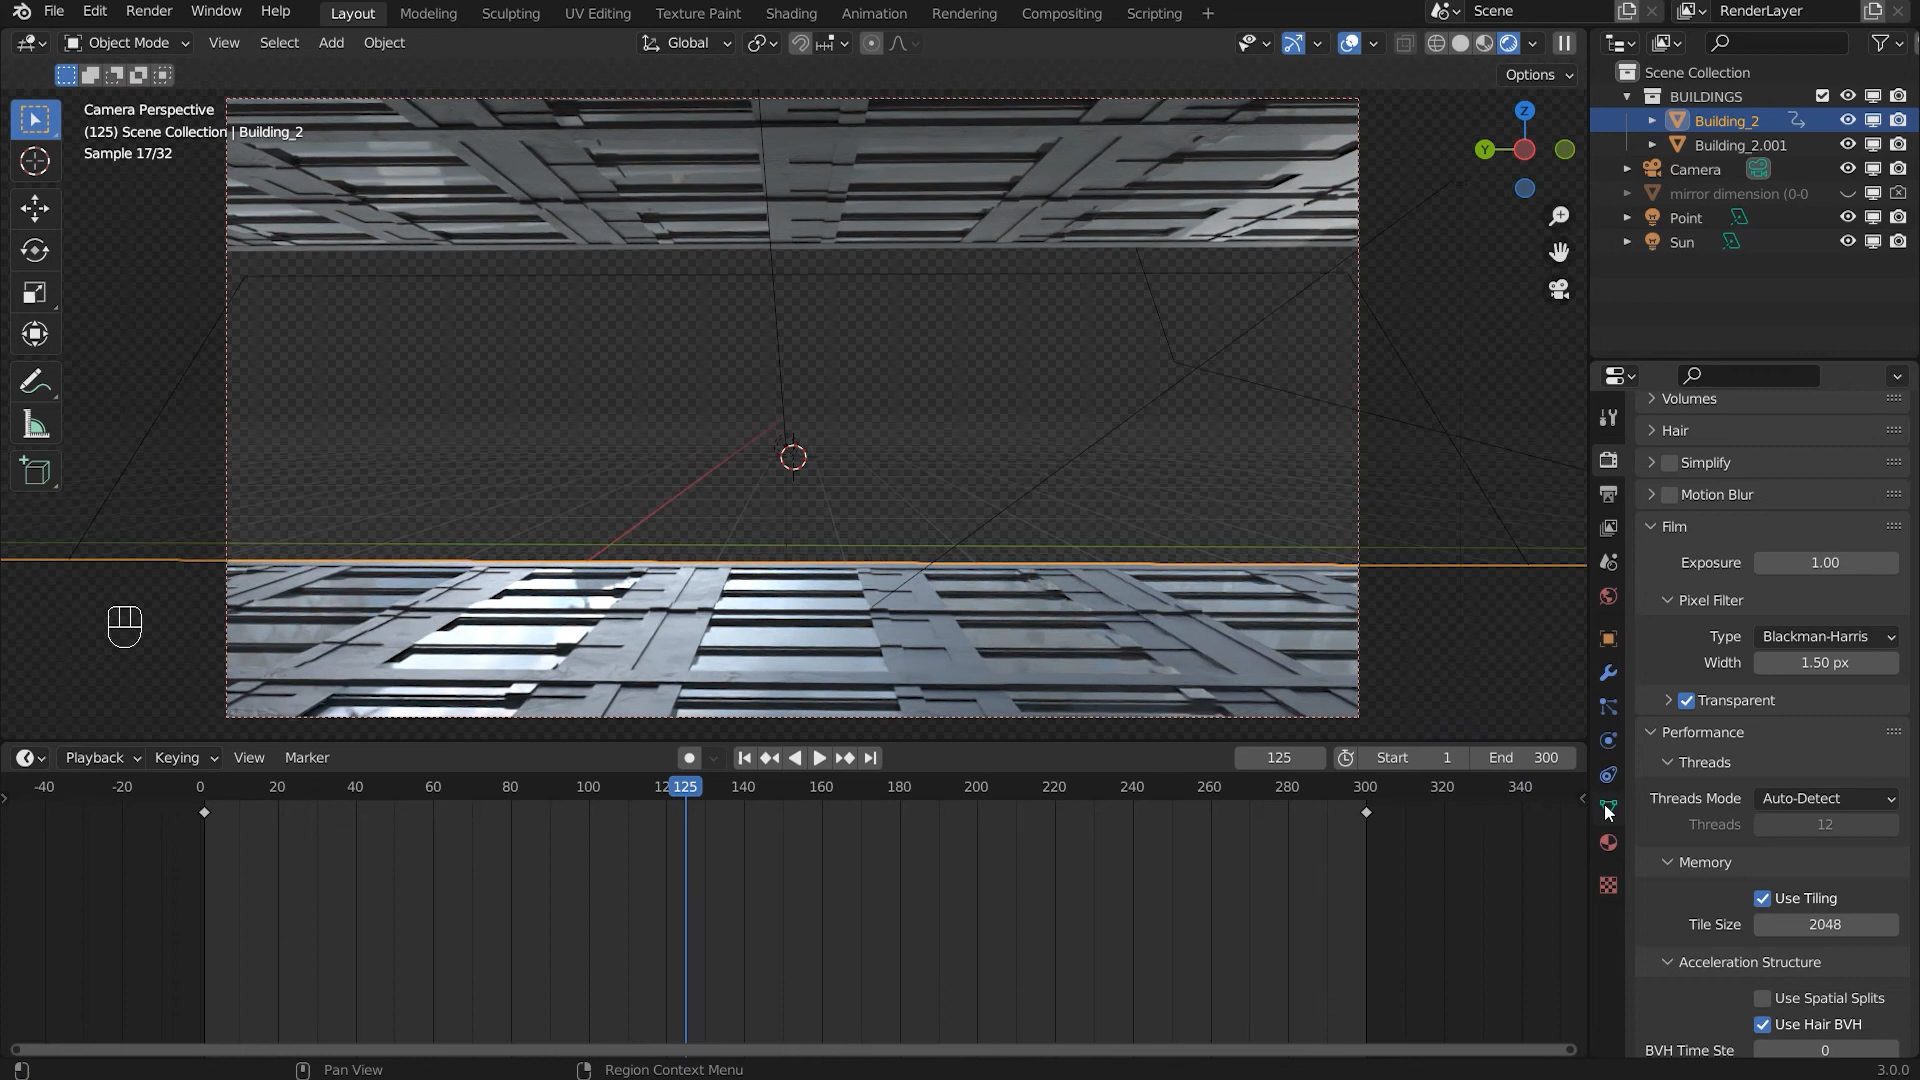 File Edit Render Window Help Layout Modeling Sculpting UV Editing Texture Paint Shading Animation Rendering Compositing Scripting + Scene RenderLayer
Object Mode View Select Add Object Global
Options
Camera Perspective
(125) Scene Collection | Building_2
Sample 17/32
Z
Y
Scene Collection
BUILDINGS
Building_2
Building_2.001
Camera
mirror dimension (0-0
Point
Sun
Volumes
Hair
Simplify
Motion Blur
Film
Exposure 1.00
Pixel Filter
Type Blackman-Harris
Width 1.50 px
Transparent
Performance
Threads
Threads Mode Auto-Detect
Threads 12
Memory
Use Tiling
Tile Size 2048
Acceleration Structure
Use Spatial Splits
Use Hair BVH
BVH Time Ste 0
Playback Keying View Marker 125 Start 1 End 300
-40 -20 0 20 40 60 80 100 12 125 140 160 180 200 220 240 260 280 300 320 340
Pan View Region Context Menu 3.0.0